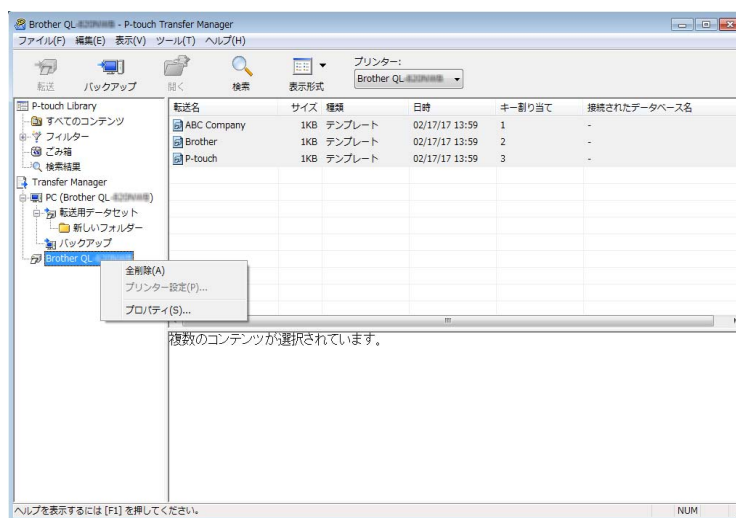 Brother QL - P-touch Transfer Manager
ファイル(F) 編集(E) 表示(V) ツール(T) ヘルプ(H)
転送 バックアップ 開く 検索 表示形式
プリンター:
Brother QL
P-touch Library
すべてのコンテンツ
フィルター
ごみ箱
検索結果
Transfer Manager
PC (Brother QL )
転送用データセット
新しいフォルダー
バックアップ
Brother QL
全削除(A)
プリンター設定(P)...
プロパティ(S)...
転送名 サイズ 種類 日時 キー割り当て 接続されたデータベース名
ABC Company 1KB テンプレート 02/17/17 13:59 1 -
Brother 1KB テンプレート 02/17/17 13:59 2 -
P-touch 1KB テンプレート 02/17/17 13:59 3 -
複数のコンテンツが選択されています。
ヘルプを表示するには [F1] を押してください。 NUM